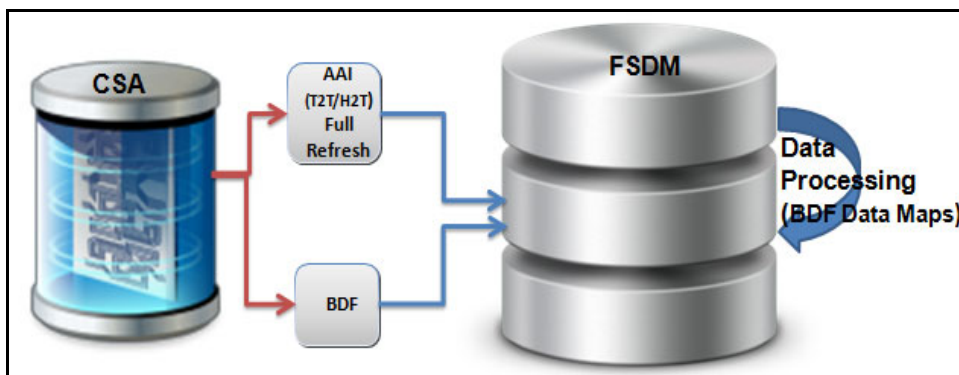 CSA
AAI
(T2T/H2T)
Full
Refresh
BDF
FSDM
Data
Processing
(BDF Data Maps)